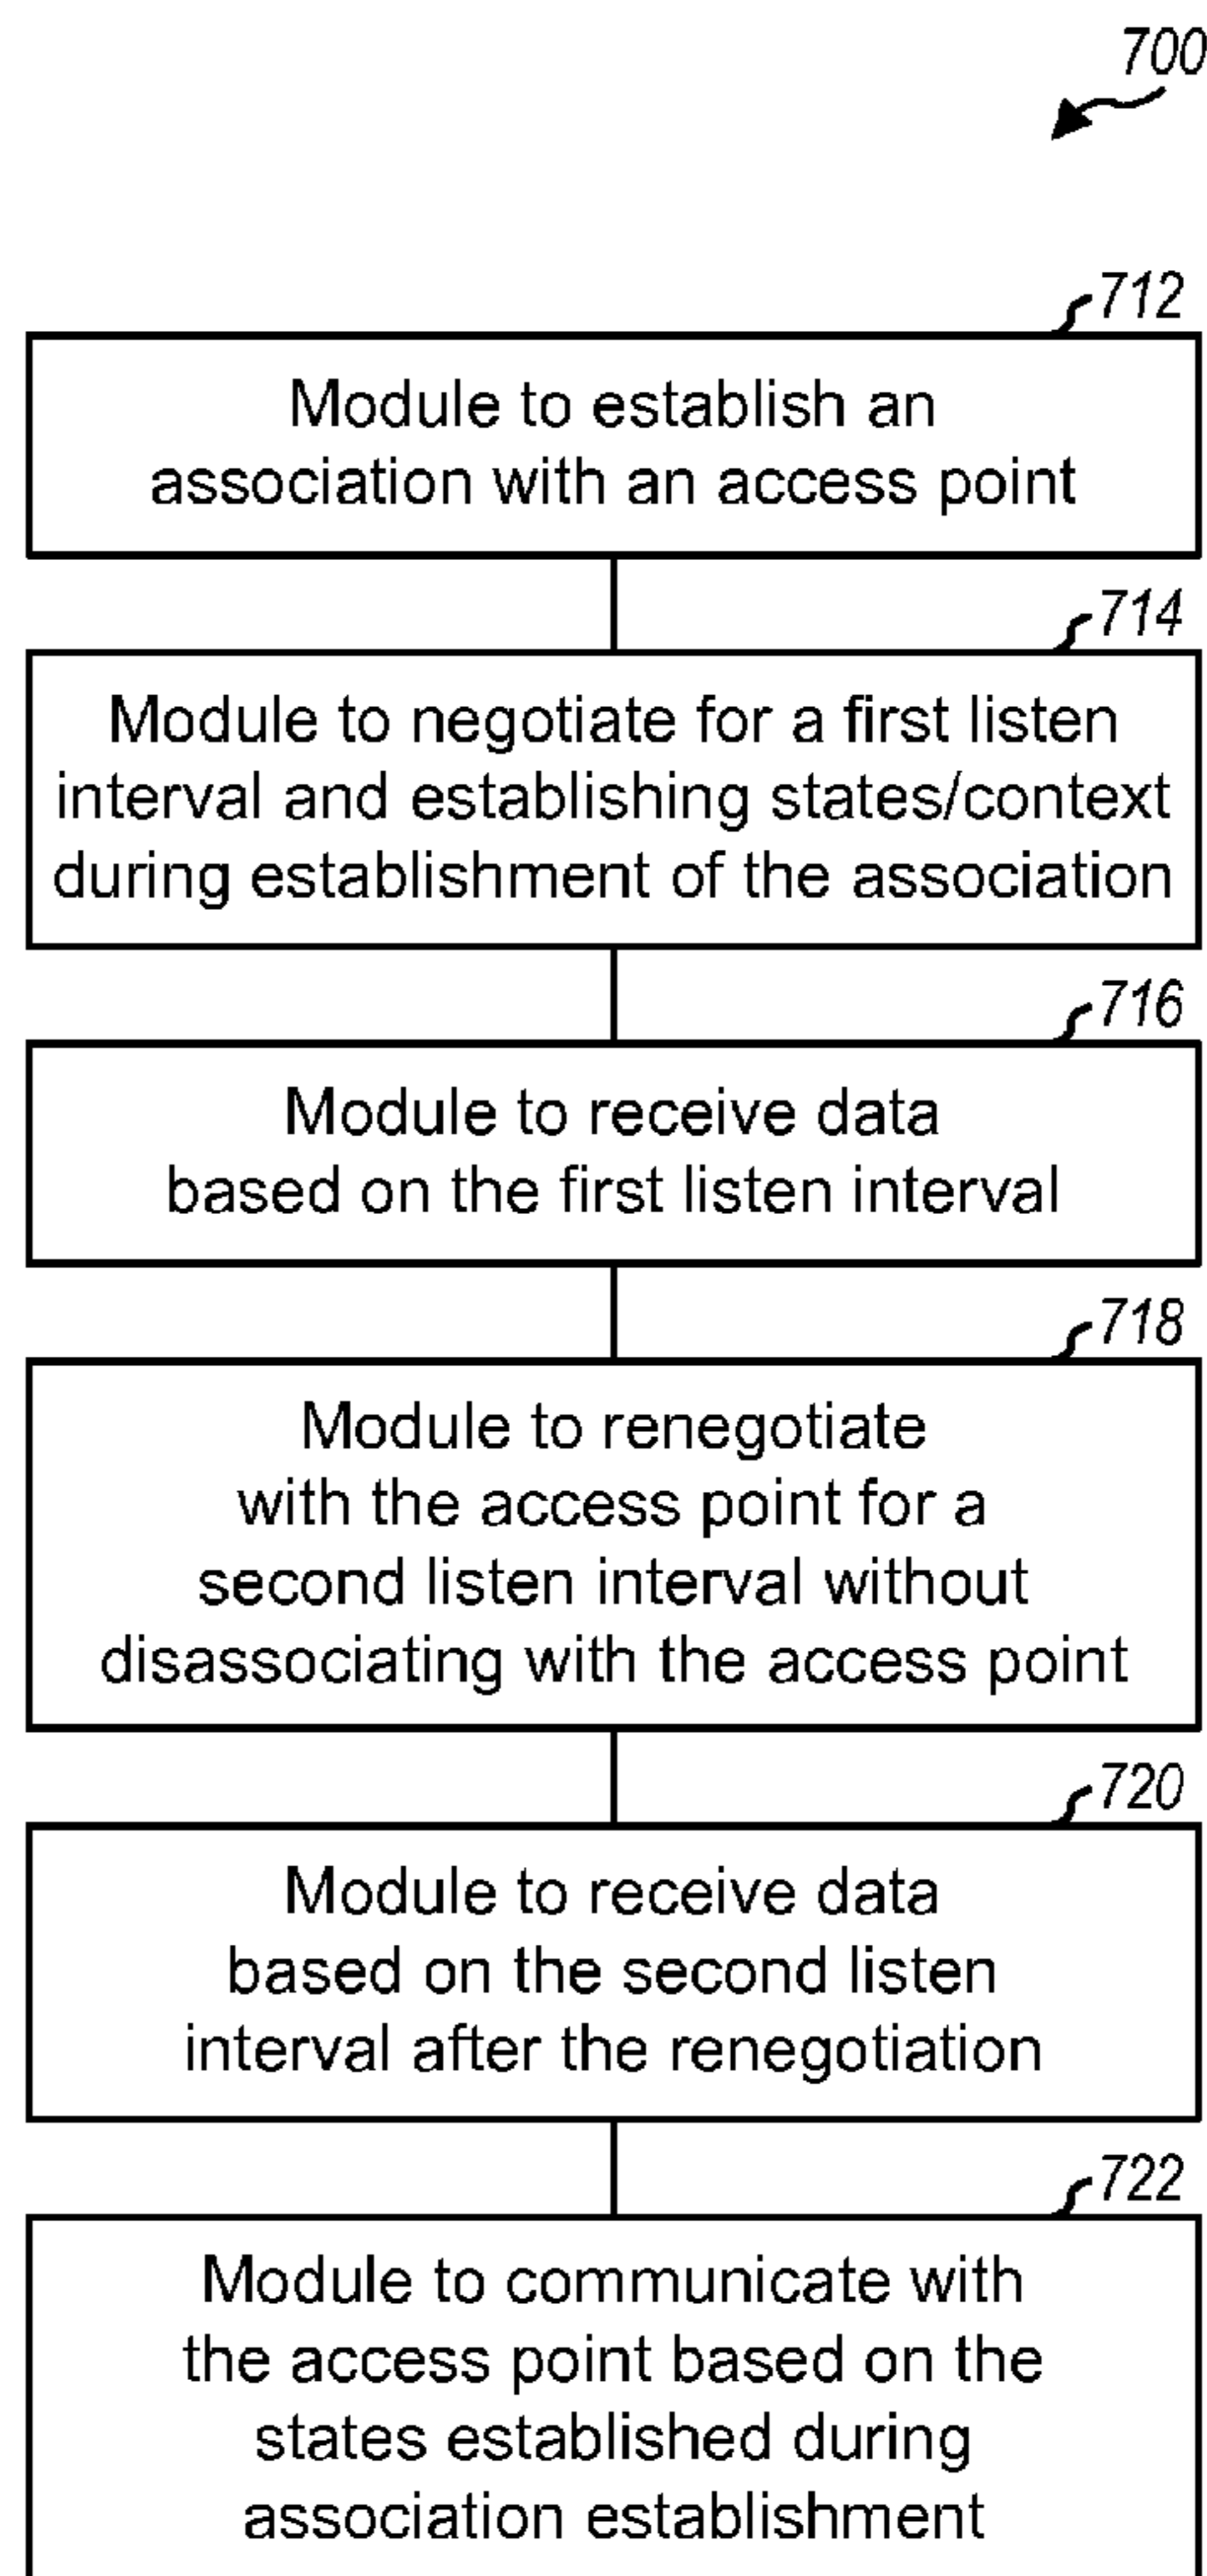 700
712
Module to establish an
association with an access point
714
Module to negotiate for a first listen
interval and establishing states/context
during establishment of the association
716
Module to receive data
based on the first listen interval
718
Module to renegotiate
with the access point for a
second listen interval without
disassociating with the access point
720
Module to receive data
based on the second listen
interval after the renegotiation
722
Module to communicate with
the access point based on the
states established during
association establishment